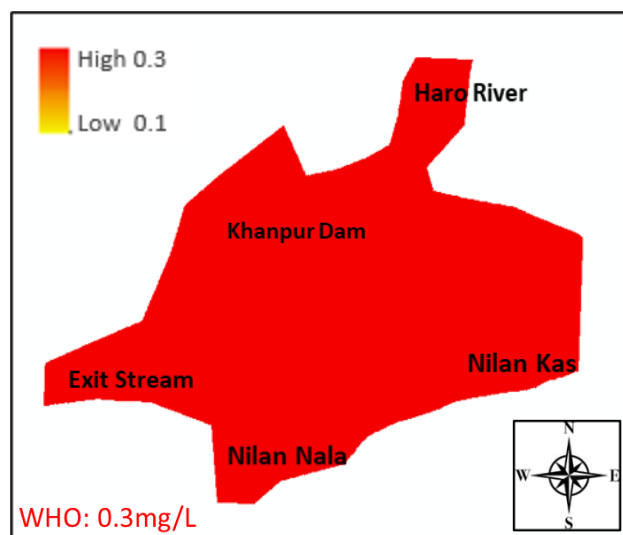 High 0.3
Low 0.1
Haro River
Khanpur Dam
Nilan Kas
Exit Stream
Nilan Nala
N
W E
S
WHO: 0.3mg/L